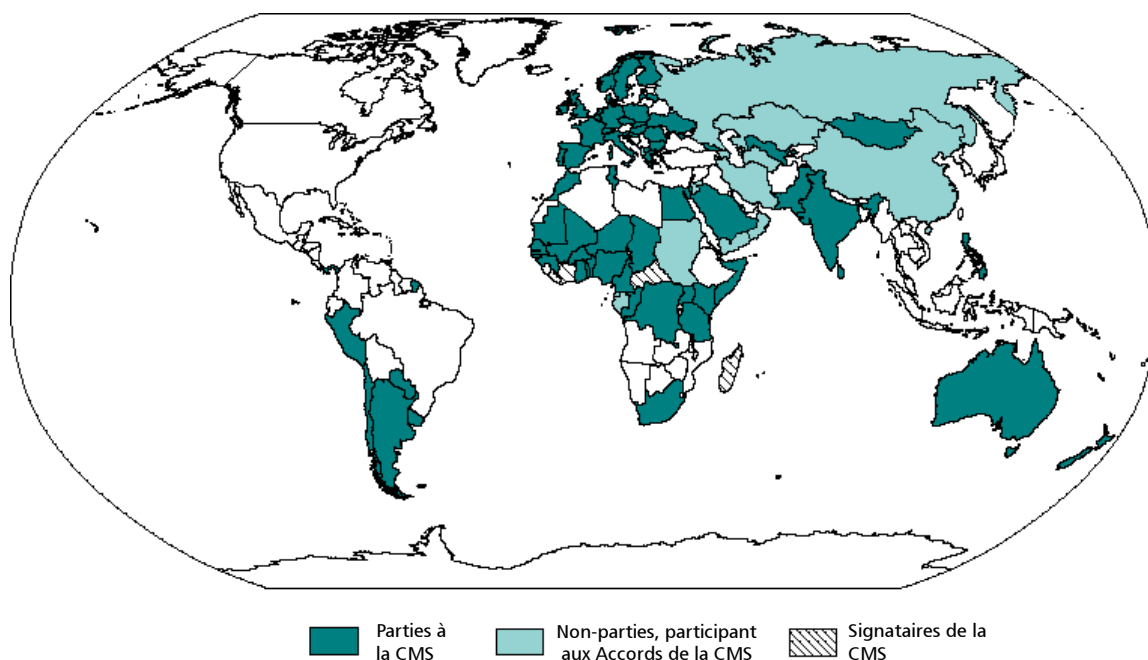 Parties à
la CMS
Non-parties, participant
aux Accords de la CMS
Signataires de la
CMS